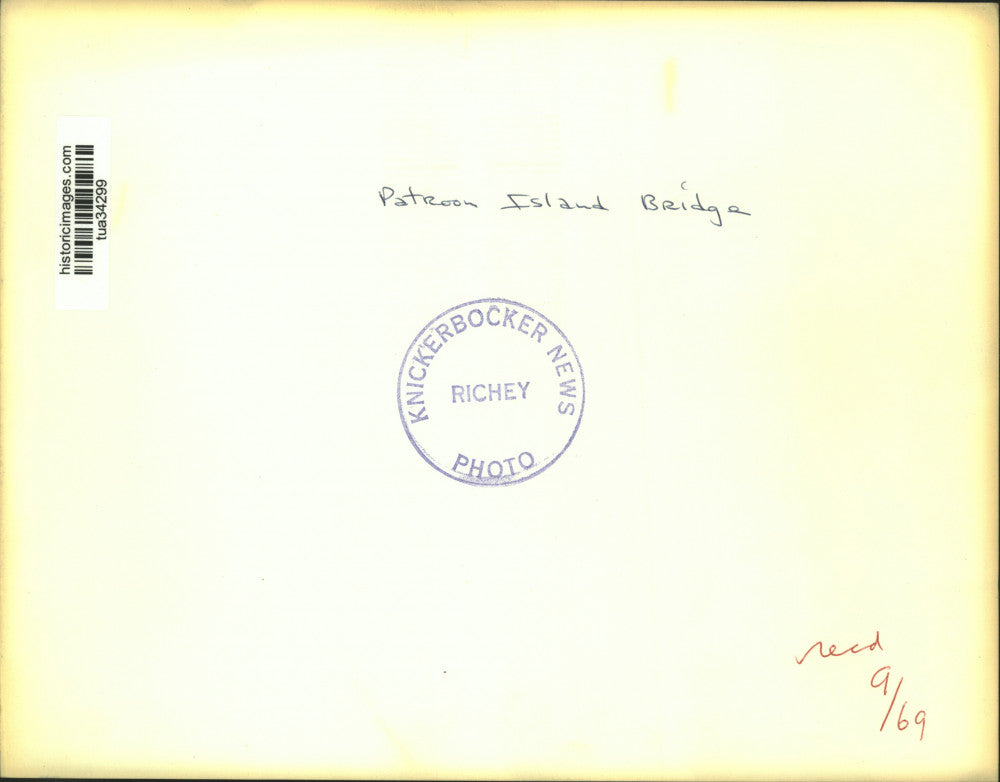 historicimages.com
tua34299
Patroon Island Bridge
KNICKERBOCKER NEWS
RICHEY
PHOTO
recd
9/69